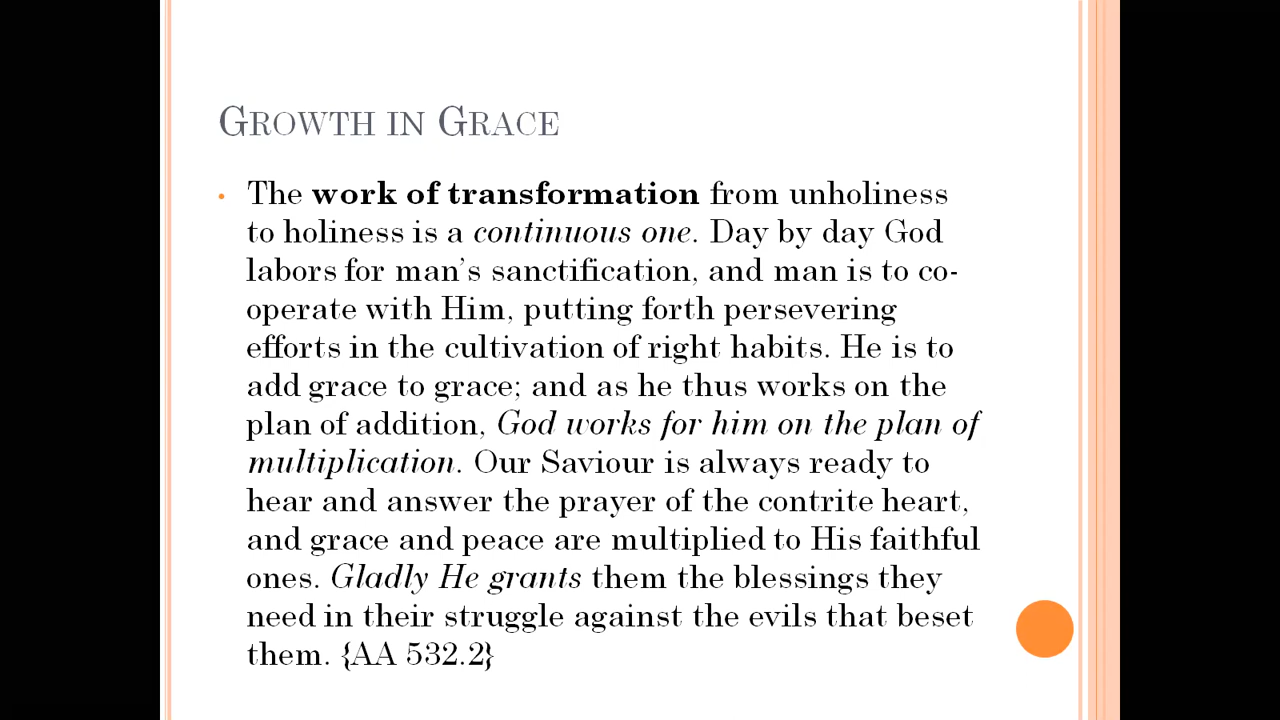 GROWTH IN GRACE
• The work of transformation from unholiness
to holiness is a continuous one. Day by day God
labors for man's sanctification, and man is to co-
operate with Him, putting forth persevering
efforts in the cultivation of right habits. He is to
add grace to grace; and as he thus works on the
plan of addition, God works for him on the plan of
multiplication. Our Saviour is always ready to
hear and answer the prayer of the contrite heart,
and grace and peace are multiplied to His faithful
ones. Gladly He grants them the blessings they
need in their struggle against the evils that beset
them. {AA 532.2}